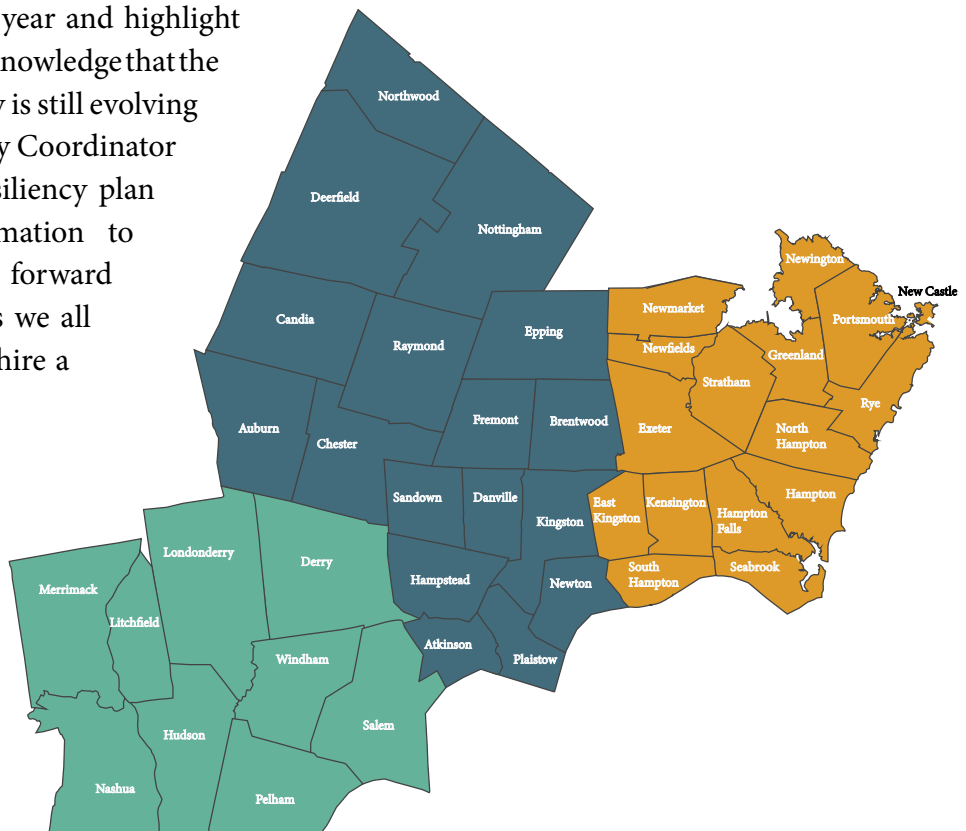 year and highlight
nowledge that the
y is still evolving
y Coordinator
siliency plan
mation to
forward
s we all
hire a
Northwood
Deerfield
Nottingham
Newington
New Castle
Candia
Newmarket
Portsmouth
Epping
Raymond
Newfields
Greenland
Stratham
Rye
Auburn
Fremont
Brentwood
Exeter
North
Hampton
Chester
Sandown
Danville
Kingston
East
Kingston
Kensington
Hampton
Falls
Hampton
Londonderry
Derry
Hampstead
Newton
South
Hampton
Seabrook
Merrimack
Litchfield
Atkinson
Plaistow
Windham
Salem
Hudson
Nashua
Pelham